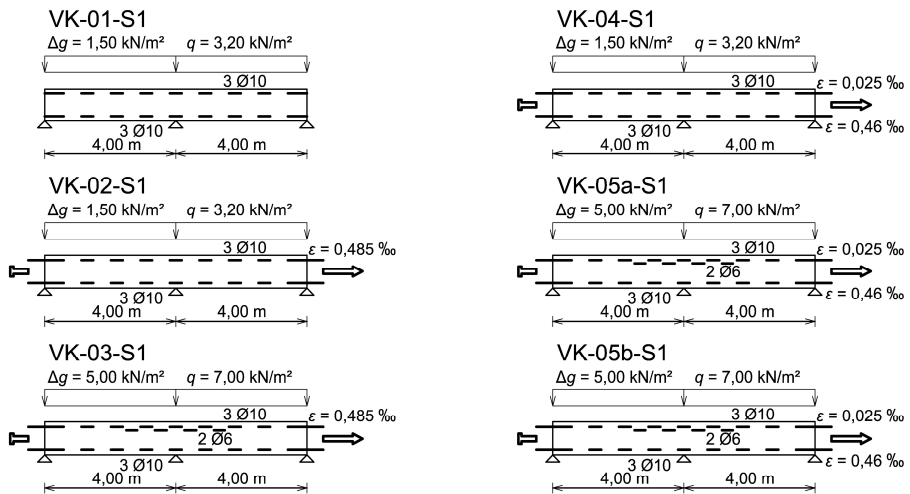 VK-01-S1
Δg = 1,50 kN/m² q = 3,20 kN/m²
3 Ø10
3 Ø10
4,00 m 4,00 m
VK-02-S1
Δg = 1,50 kN/m² q = 3,20 kN/m²
3 Ø10 ε = 0,485 ‰
3 Ø10
4,00 m 4,00 m
VK-03-S1
Δg = 5,00 kN/m² q = 7,00 kN/m²
3 Ø10 ε = 0,485 ‰
2 Ø6
3 Ø10
4,00 m 4,00 m
VK-04-S1
Δg = 1,50 kN/m² q = 3,20 kN/m²
3 Ø10 ε = 0,025 ‰
3 Ø10 ε = 0,46 ‰
4,00 m 4,00 m
VK-05a-S1
Δg = 5,00 kN/m² q = 7,00 kN/m²
3 Ø10 ε = 0,025 ‰
2 Ø6
3 Ø10 ε = 0,46 ‰
4,00 m 4,00 m
VK-05b-S1
Δg = 5,00 kN/m² q = 7,00 kN/m²
3 Ø10 ε = 0,025 ‰
2 Ø6
3 Ø10 ε = 0,46 ‰
4,00 m 4,00 m